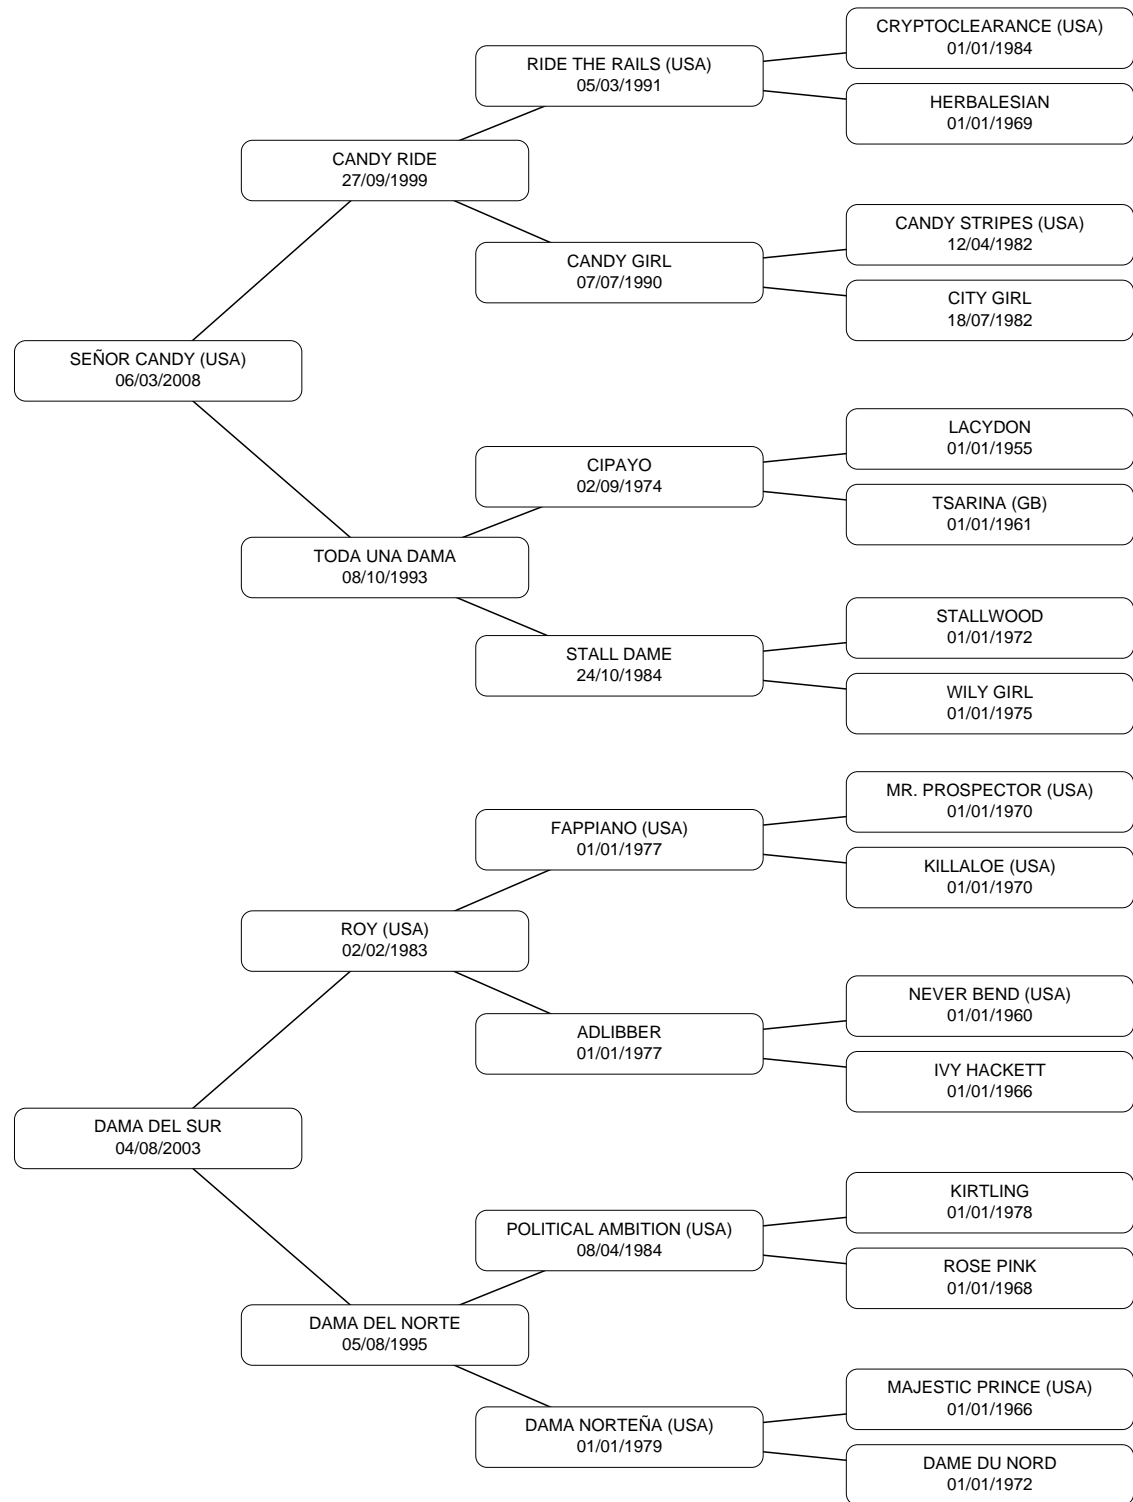 CRYPTOCLEARANCE (USA)
01/01/1984
RIDE THE RAILS (USA)
05/03/1991
HERBALESIAN
01/01/1969
CANDY RIDE
27/09/1999
CANDY STRIPES (USA)
12/04/1982
CANDY GIRL
07/07/1990
CITY GIRL
18/07/1982
SEÑOR CANDY (USA)
06/03/2008
LACYDON
01/01/1955
CIPAYO
02/09/1974
TSARINA (GB)
01/01/1961
TODA UNA DAMA
08/10/1993
STALLWOOD
01/01/1972
STALL DAME
24/10/1984
WILY GIRL
01/01/1975
MR. PROSPECTOR (USA)
01/01/1970
FAPPIANO (USA)
01/01/1977
KILLALOE (USA)
01/01/1970
ROY (USA)
02/02/1983
NEVER BEND (USA)
01/01/1960
ADLIBBER
01/01/1977
IVY HACKETT
01/01/1966
DAMA DEL SUR
04/08/2003
KIRTLING
01/01/1978
POLITICAL AMBITION (USA)
08/04/1984
ROSE PINK
01/01/1968
DAMA DEL NORTE
05/08/1995
MAJESTIC PRINCE (USA)
01/01/1966
DAMA NORTEÑA (USA)
01/01/1979
DAME DU NORD
01/01/1972